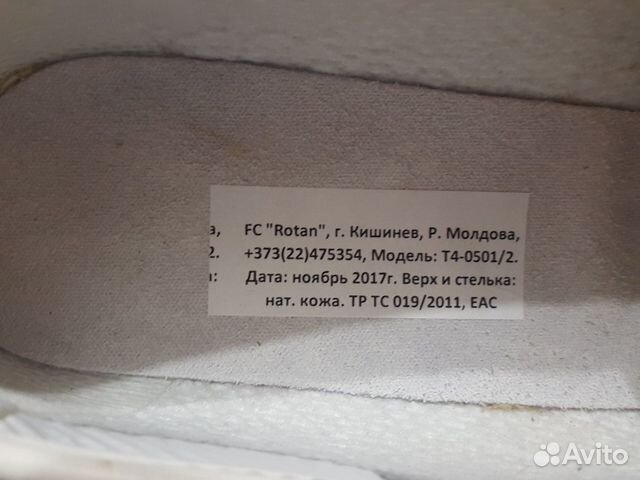 а, FC "Rotan", г. Кишинев, Р. Молдова,
2. +373(22)475354, Модель: Т4-0501/2.
: Дата: ноябрь 2017г. Верх и стелька:
нат. кожа. ТР ТС 019/2011, ЕАС
Avito